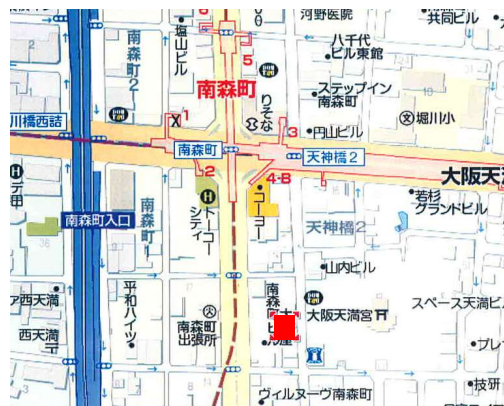 河野医院
共同ビル
塩山ビル
八千代
ビル東館
5
南森町2
南森町
ステップイン
南森町
りそな
堀川小
文
円山ビル
川橋西詰
1
3
南森町
天神橋2
大阪天満
2
4-B
H
トーコー
シティ
コーヨー
若杉
グランドビル
南森町入口
南森町1
天神橋2
山内ビル
ア西天満
西天満
平和ハイツ
南森町
出張所
大阪天満宮
スペース天満ビ
プレ
技研
ヴィルヌーヴ南森町